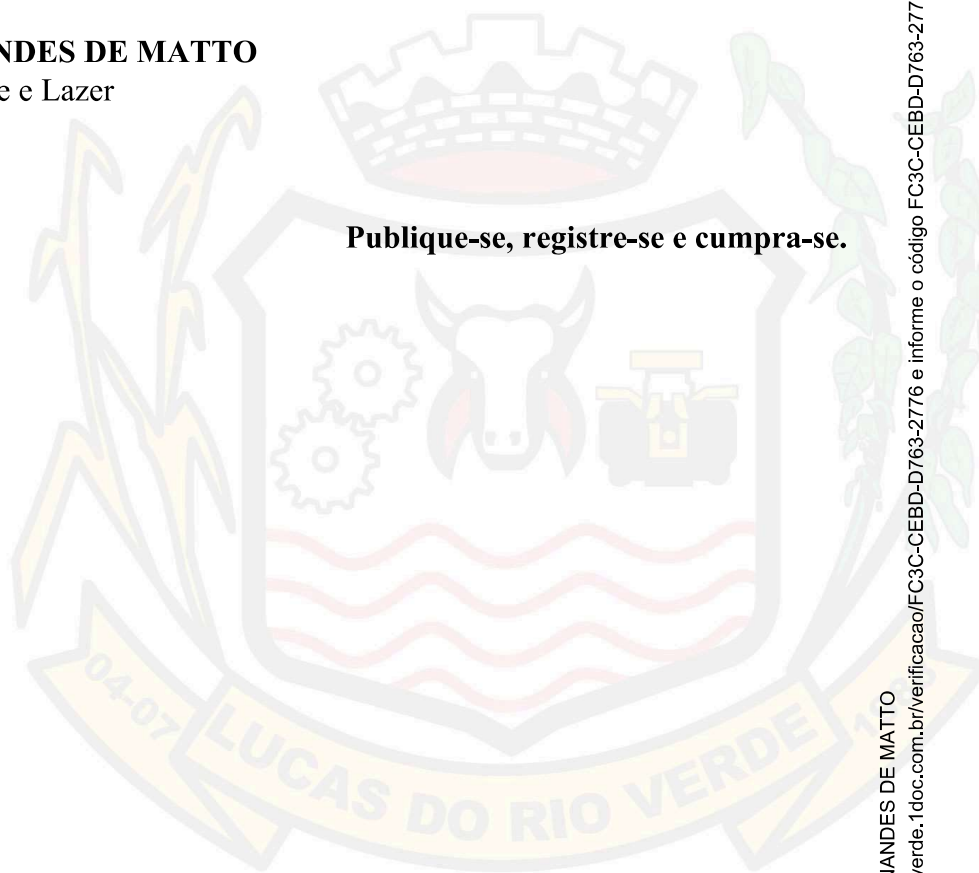 NDES DE MATTO
e e Lazer
Publique-se, registre-se e cumpra-se.
04-07
LUCAS DO RIO VERDE
NANDES DE MATTO
verde.1doc.com.br/verificacao/FC3C-CEBD-D763-2776 e informe o código FC3C-CEBD-D763-277